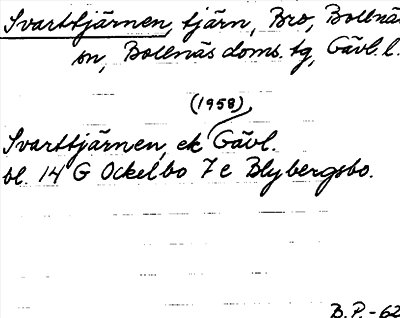 Svarttjärnen, tjärn, Bro, Bollnäs
sn, Bollnäs doms. tg, Gävl. l.
(1958)
Svarttjärnen, ek Gävl.
bl. 14 G Ockelbo 7 e Blybergsbo.
B.P.-62